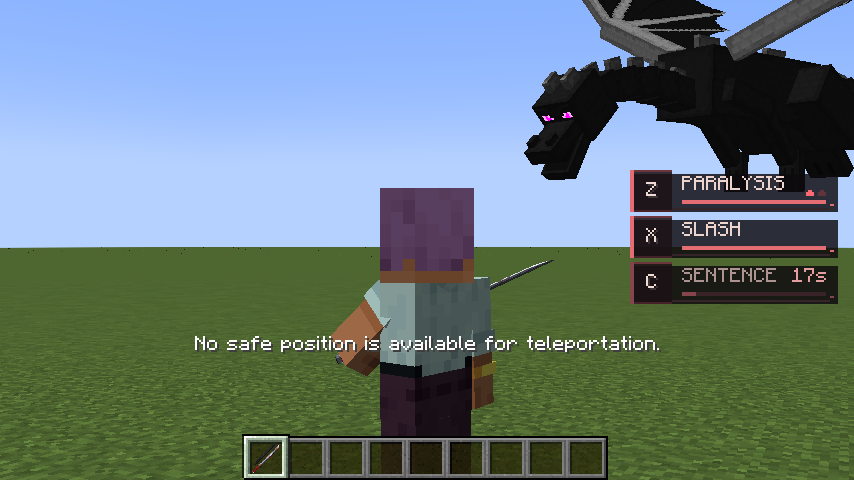 Z PARALYSIS
X SLASH
C SENTENCE 17s
No safe position is available for teleportation.